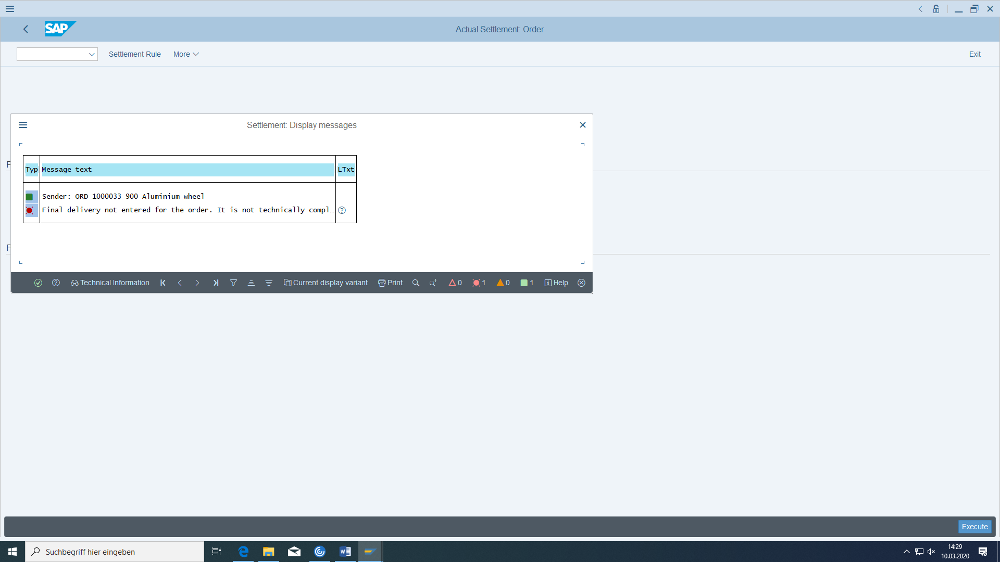 SAP
Actual Settlement: Order
Settlement Rule
More
Exit
Settlement: Display messages
Typ Message text LTxt
Sender: ORD 1000033 900 Aluminium wheel
Final delivery not entered for the order. It is not technically compl…
Technical Information
Current display variant
Print
0
1
0
1
Help
Execute
Suchbegriff hier eingeben
14:29
10.03.2020